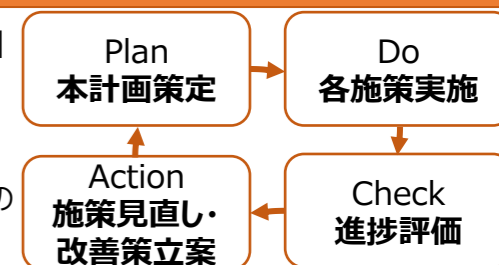 Plan
本計画策定
Do
各施策実施
の
Action
施策見直し・
改善策立案
Check
進捗評価